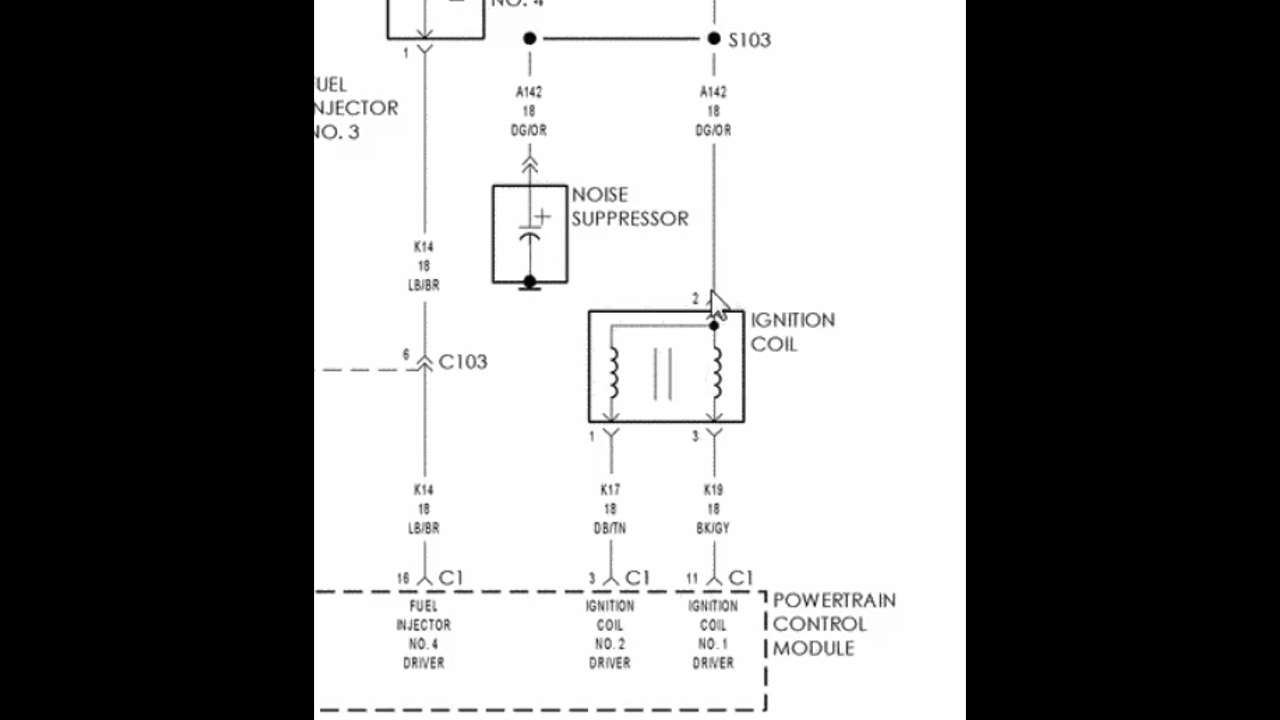 NO. 4
S103
1
A142
18
DG/OR
A142
18
DG/OR
UEL
NJECTOR
NO. 3
NOISE
SUPPRESSOR
+
K14
18
LB/BR
2
IGNITION
COIL
6
C103
1
3
K14
18
LB/BR
K17
18
DB/TN
K19
18
BK/GY
16 C1
3 C1
11 C1
FUEL
INJECTOR
NO. 4
DRIVER
IGNITION
COIL
NO. 2
DRIVER
IGNITION
COIL
NO. 1
DRIVER
POWERTRAIN
CONTROL
MODULE